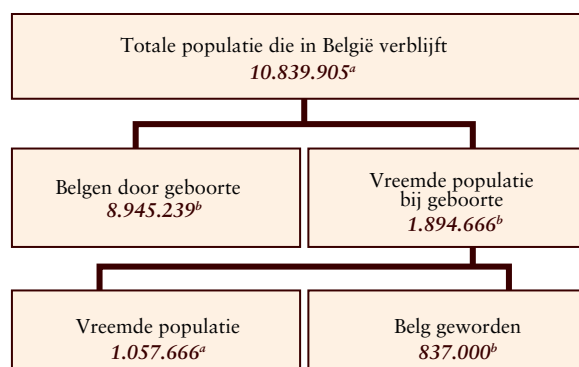 Totale populatie die in België verblijft
10.839.905ᵃ
Belgen door geboorte
8.945.239ᵇ
Vreemde populatie
bij geboorte
1.894.666ᵇ
Vreemde populatie
1.057.666ᵃ
Belg geworden
837.000ᵇ